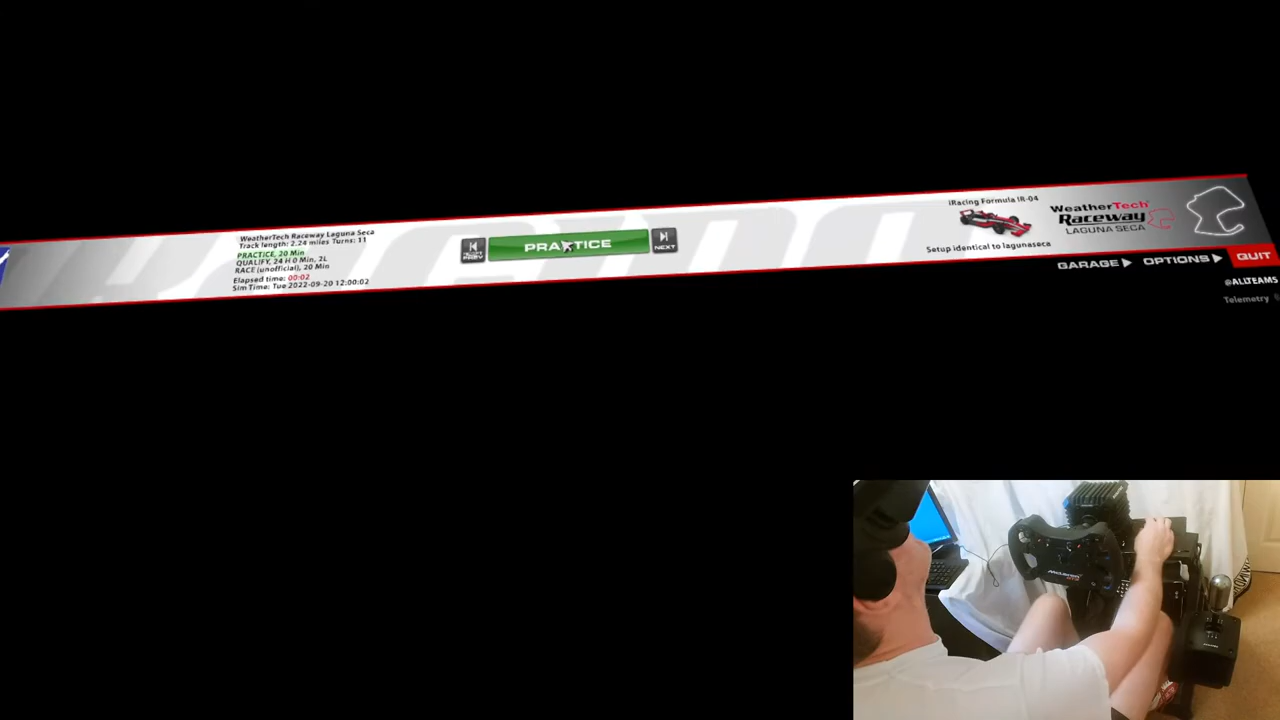 WeatherTech Raceway Laguna Seca
Track length: 2.24 miles Turns: 11
PRACTICE, 20 Min
QUALIFY, 24 H 0 Min, 2L
RACE (unofficial), 20 Min
Elapsed time: 00:02
Sim Time: Tue 2022-09-20 12:00:02
PRACTICE
NEXT
iRacing Formula IR-04
Setup identical to lagunaseca
WeatherTech
Raceway
LAGUNA SECA
GARAGE
OPTIONS
QUIT
@ALLTEAMS
Telemetry
McLaren